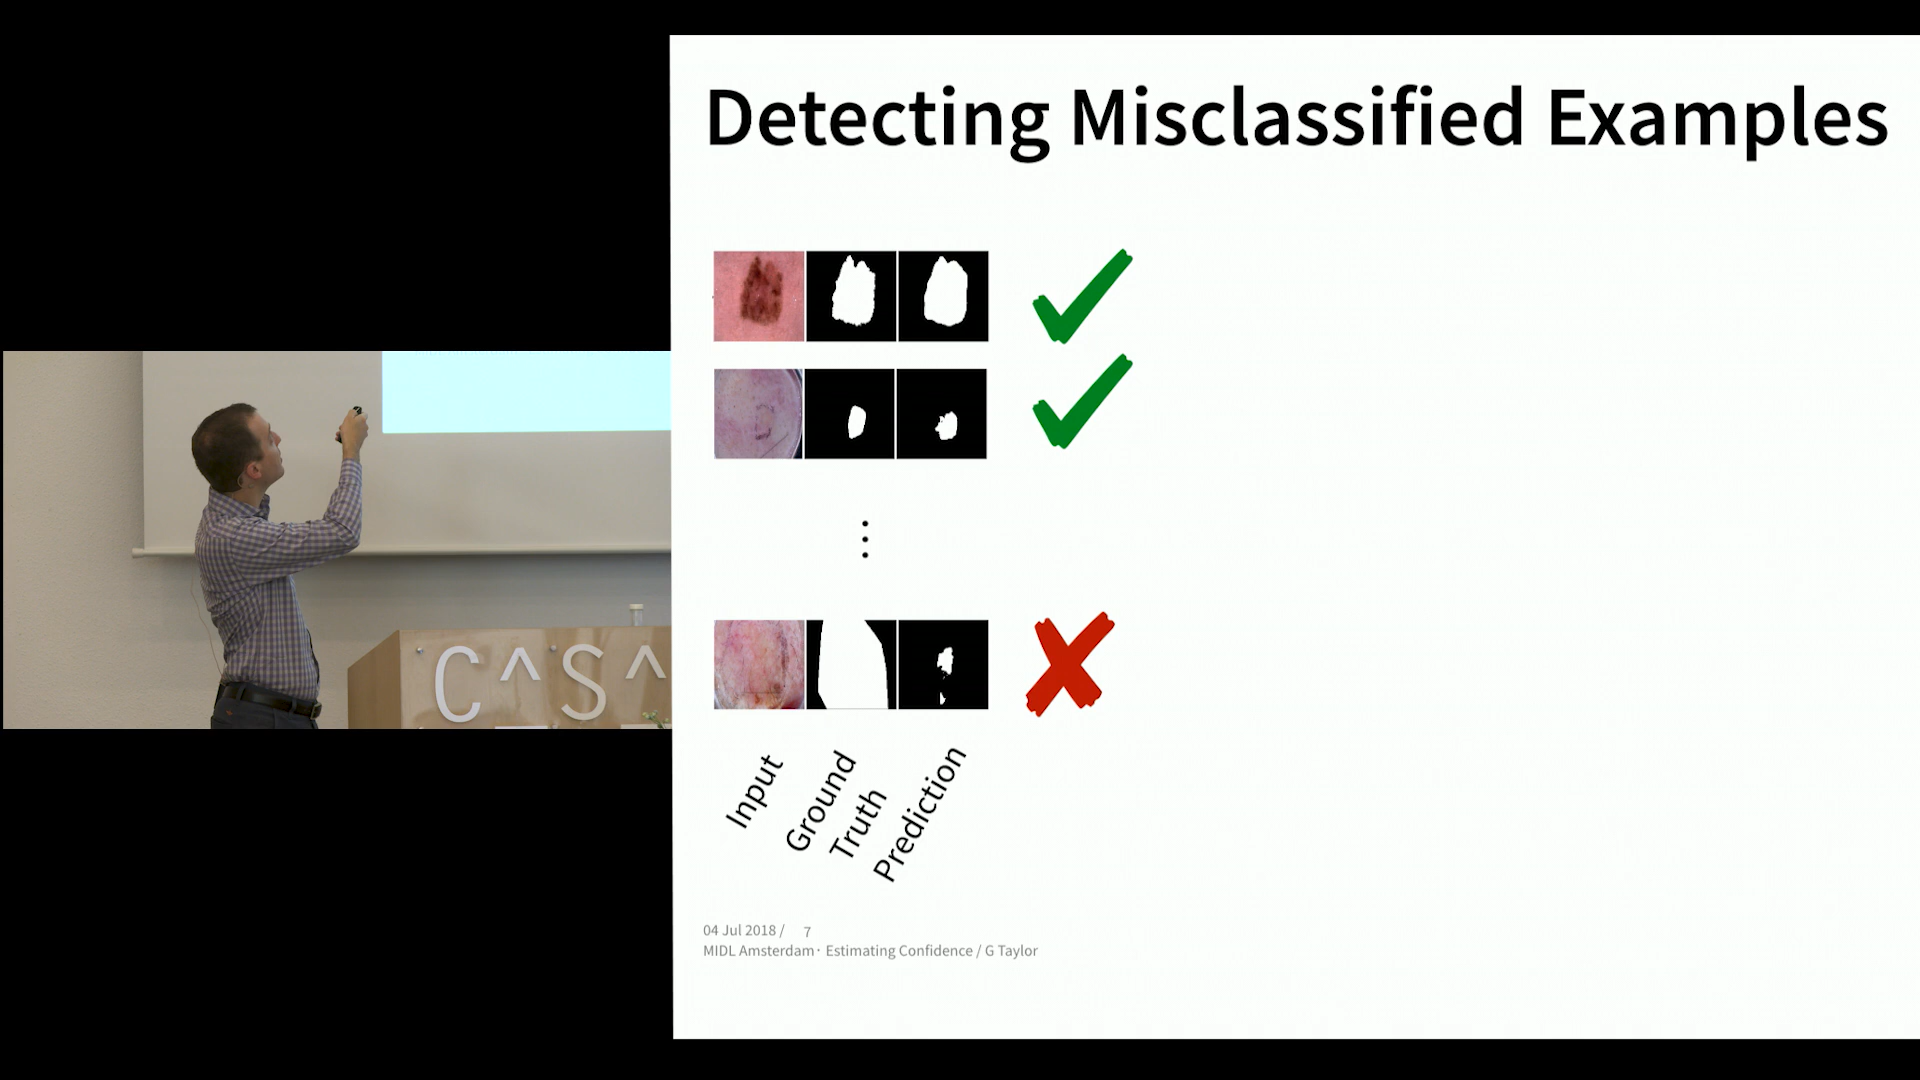 Detecting Misclassified Examples
Input
Ground
Truth
Prediction
04 Jul 2018 / 7
MIDL Amsterdam · Estimating Confidence / G Taylor
C^S^